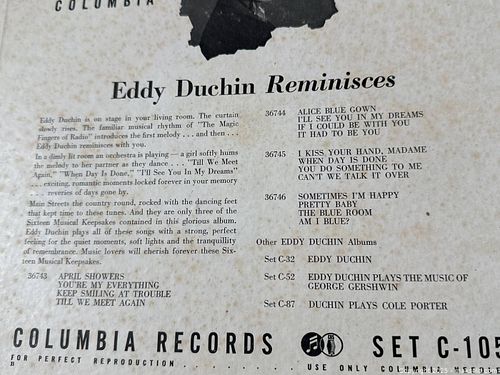 COLUMBIA
Eddy Duchin Reminisces
Eddy Duchin is on stage in your living room. The curtain
slowly rises. The familiar musical rhythm of "The Magic
Fingers of Radio" introduces the first melody . . . and then . . .
Eddy Duchin reminisces with you.
In a dimly lit room an orchestra is playing — a girl softly hums
the melody to her partner as they dance . . . "Till We Meet
Again," "When Day Is Done," "I'll See You in My Dreams"
. . . exciting, romantic moments locked forever in your memory
. . . reveries of days gone by.
Main Streets the country round, rocked with the dancing feet
that kept time to these tunes. And they are only three of the
Sixteen Musical Keepsakes contained in this glorious album.
Eddy Duchin plays all of these songs with a strong, perfect
feeling for the quiet moments, soft lights and the tranquillity
of remembrance. Music lovers will cherish forever these Six-
teen Musical Keepsakes.
36743 APRIL SHOWERS
YOU'RE MY EVERYTHING
KEEP SMILING AT TROUBLE
TILL WE MEET AGAIN
36744 ALICE BLUE GOWN
I'LL SEE YOU IN MY DREAMS
IF I COULD BE WITH YOU
IT HAD TO BE YOU
36745 I KISS YOUR HAND, MADAME
WHEN DAY IS DONE
YOU DO SOMETHING TO ME
CAN'T WE TALK IT OVER
36746 SOMETIMES I'M HAPPY
PRETTY BABY
THE BLUE ROOM
AM I BLUE?
Other EDDY DUCHIN Albums
Set C-32 EDDY DUCHIN
Set C-52 EDDY DUCHIN PLAYS THE MUSIC OF
GEORGE GERSHWIN
Set C-87 DUCHIN PLAYS COLE PORTER
COLUMBIA RECORDS SET C-105
FOR PERFECT REPRODUCTION . . . . . . . . . . USE ONLY COLUMBIA NEEDLES